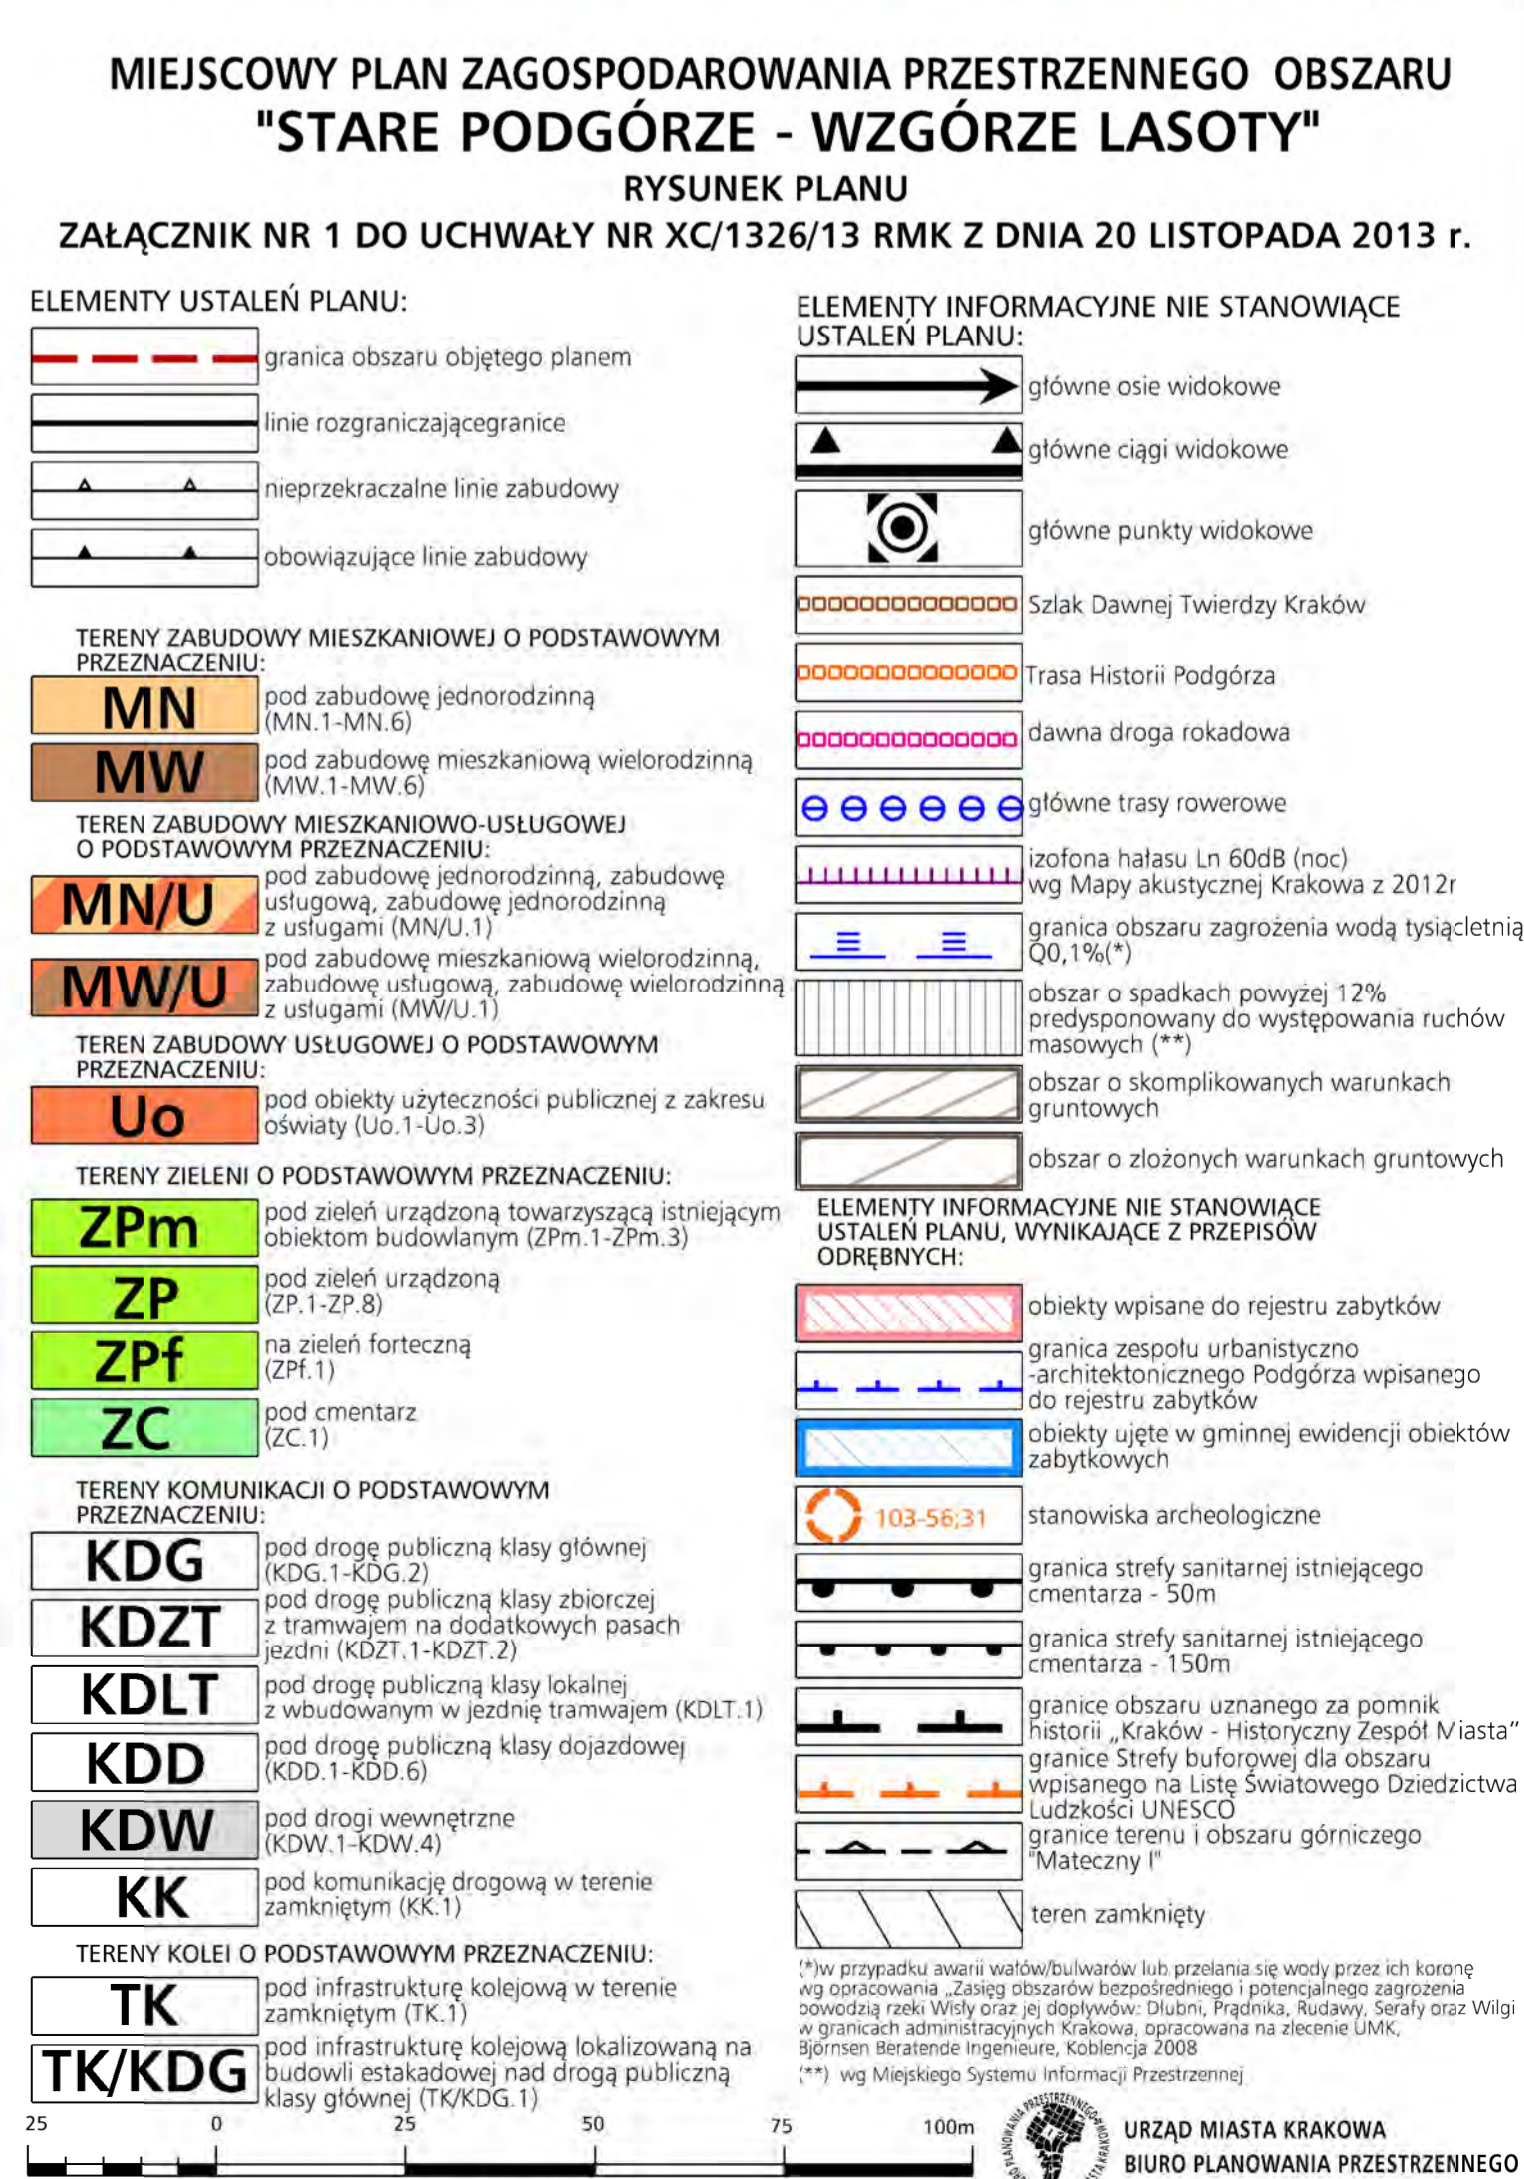 MIEJSCOWY PLAN ZAGOSPODAROWANIA PRZESTRZENNEGO OBSZARU
"STARE PODGÓRZE - WZGÓRZE LASOTY"
RYSUNEK PLANU
ZAŁĄCZNIK NR 1 DO UCHWAŁY NR XC/1326/13 RMK Z DNIA 20 LISTOPADA 2013 r.
ELEMENTY USTALEŃ PLANU:
granica obszaru objętego planem
linie rozgraniczającegranice
nieprzekraczalne linie zabudowy
obowiązujące linie zabudowy
TERENY ZABUDOWY MIESZKANIOWEJ O PODSTAWOWYM
PRZEZNACZENIU:
MN
pod zabudowę jednorodzinną
(MN.1-MN.6)
MW
pod zabudowę mieszkaniową wielorodzinną
(MW.1-MW.6)
TEREN ZABUDOWY MIESZKANIOWO-USŁUGOWEJ
O PODSTAWOWYM PRZEZNACZENIU:
MN/U
pod zabudowę jednorodzinną, zabudowę
usługową, zabudowę jednorodzinną
z usługami (MN/U.1)
MW/U
pod zabudowę mieszkaniową wielorodzinną,
zabudowę usługową, zabudowę wielorodzinną
z usługami (MW/U.1)
TEREN ZABUDOWY USŁUGOWEJ O PODSTAWOWYM
PRZEZNACZENIU:
Uo
pod obiekty użyteczności publicznej z zakresu
oświaty (Uo.1-Uo.3)
TERENY ZIELENI O PODSTAWOWYM PRZEZNACZENIU:
ZPm
pod zieleń urządzoną towarzyszącą istniejącym
obiektom budowlanym (ZPm.1-ZPm.3)
ZP
pod zieleń urządzoną
(ZP.1-ZP.8)
ZPf
na zieleń forteczną
(ZPf.1)
ZC
pod cmentarz
(ZC.1)
TERENY KOMUNIKACJI O PODSTAWOWYM
PRZEZNACZENIU:
KDG
pod drogę publiczną klasy głównej
(KDG.1-KDG.2)
KDZT
pod drogę publiczną klasy zbiorczej
z tramwajem na dodatkowych pasach
jezdni (KDZT.1-KDZT.2)
KDLT
pod drogę publiczną klasy lokalnej
z wbudowanym w jezdnię tramwajem (KDLT.1)
KDD
pod drogę publiczną klasy dojazdowej
(KDD.1-KDD.6)
KDW
pod drogi wewnętrzne
(KDW.1-KDW.4)
KK
pod komunikację drogową w terenie
zamkniętym (KK.1)
TERENY KOLEI O PODSTAWOWYM PRZEZNACZENIU:
TK
pod infrastrukturę kolejową w terenie
zamkniętym (TK.1)
TK/KDG
pod infrastrukturę kolejową lokalizowaną na
budowli estakadowej nad drogą publiczną
klasy głównej (TK/KDG.1)
ELEMENTY INFORMACYJNE NIE STANOWIĄCE
USTALEŃ PLANU:
główne osie widokowe
główne ciągi widokowe
główne punkty widokowe
Szlak Dawnej Twierdzy Kraków
Trasa Historii Podgórza
dawna droga rokadowa
główne trasy rowerowe
izofona hałasu Ln 60dB (noc)
wg Mapy akustycznej Krakowa z 2012r
granica obszaru zagrożenia wodą tysiącletnią
Q0,1%(*)
obszar o spadkach powyżej 12%
predysponowany do występowania ruchów
masowych (**)
obszar o skomplikowanych warunkach
gruntowych
obszar o zlożonych warunkach gruntowych
ELEMENTY INFORMACYJNE NIE STANOWIĄCE
USTALEŃ PLANU, WYNIKAJĄCE Z PRZEPISÓW
ODRĘBNYCH:
obiekty wpisane do rejestru zabytków
granica zespołu urbanistyczno
-architektonicznego Podgórza wpisanego
do rejestru zabytków
obiekty ujęte w gminnej ewidencji obiektów
zabytkowych
103-56;31
stanowiska archeologiczne
granica strefy sanitarnej istniejącego
cmentarza - 50m
granica strefy sanitarnej istniejącego
cmentarza - 150m
granice obszaru uznanego za pomnik
historii „Kraków - Historyczny Zespół Miasta”
granice Strefy buforowej dla obszaru
wpisanego na Listę Światowego Dziedzictwa
Ludzkości UNESCO
granice terenu i obszaru górniczego
"Mateczny I"
teren zamknięty
(*)w przypadku awarii wałów/bulwarów lub przelania się wody przez ich koronę
wg opracowania „Zasięg obszarów bezpośredniego i potencjalnego zagrożenia
powodzią rzeki Wisły oraz jej dopływów: Dłubni, Prądnika, Rudawy, Serafy oraz Wilgi
w granicach administracyjnych Krakowa, opracowana na zlecenie UMK,
Björnsen Beratende Ingenieure, Koblencja 2008
(**) wg Miejskiego Systemu Informacji Przestrzennej
25 0 25 50 75 100m
URZĄD MIASTA KRAKOWA
BIURO PLANOWANIA PRZESTRZENNEGO